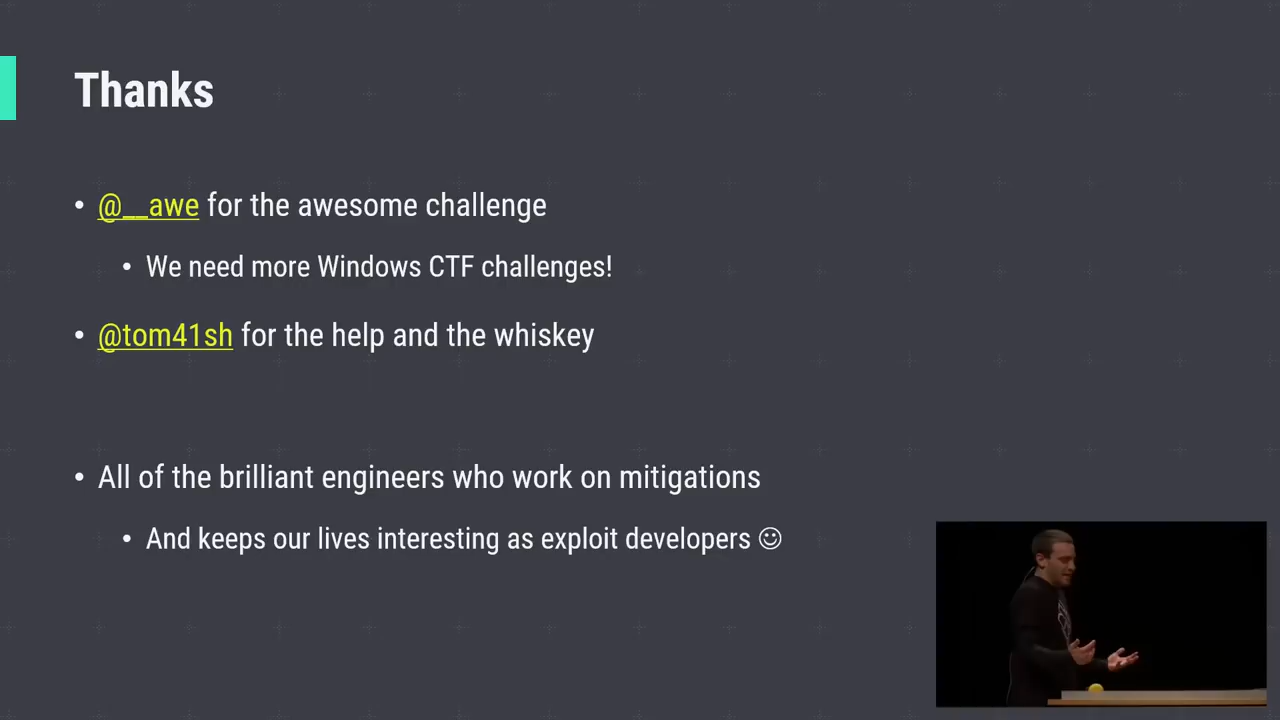 Thanks
• @__awe for the awesome challenge
• We need more Windows CTF challenges!
• @tom41sh for the help and the whiskey
• All of the brilliant engineers who work on mitigations
• And keeps our lives interesting as exploit developers ☺